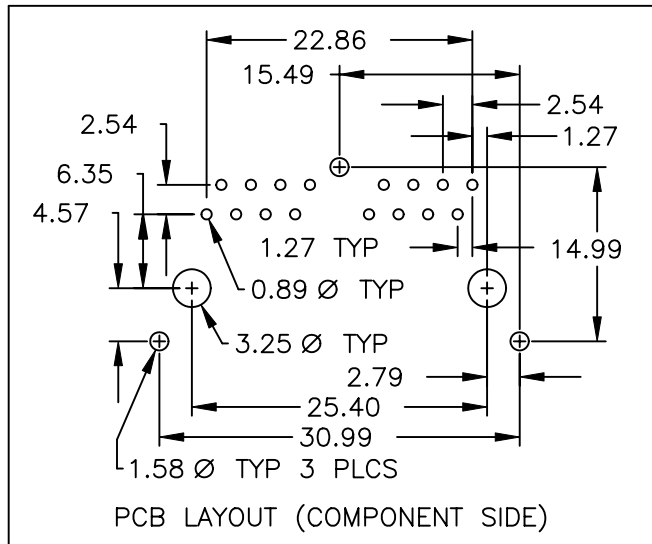 22.86
15.49
2.54
2.54
1.27
6.35
4.57
1.27 TYP
14.99
0.89 Ø TYP
3.25 Ø TYP
2.79
25.40
30.99
1.58 Ø TYP 3 PLCS
PCB LAYOUT (COMPONENT SIDE)